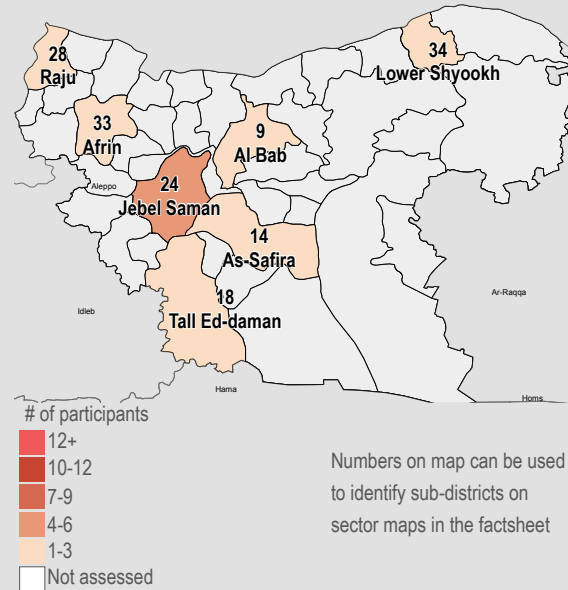 28
Raju
34
Lower Shyookh
33
Afrin
9
Al Bab
Aleppo
24
Jebel Saman
14
As-Safira
Ar-Raqqa
18
Tall Ed-daman
Idleb
Hama
Homs
# of participants
12+
10-12
7-9
4-6
1-3
Not assessed
Numbers on map can be used
to identify sub-districts on
sector maps in the factsheet